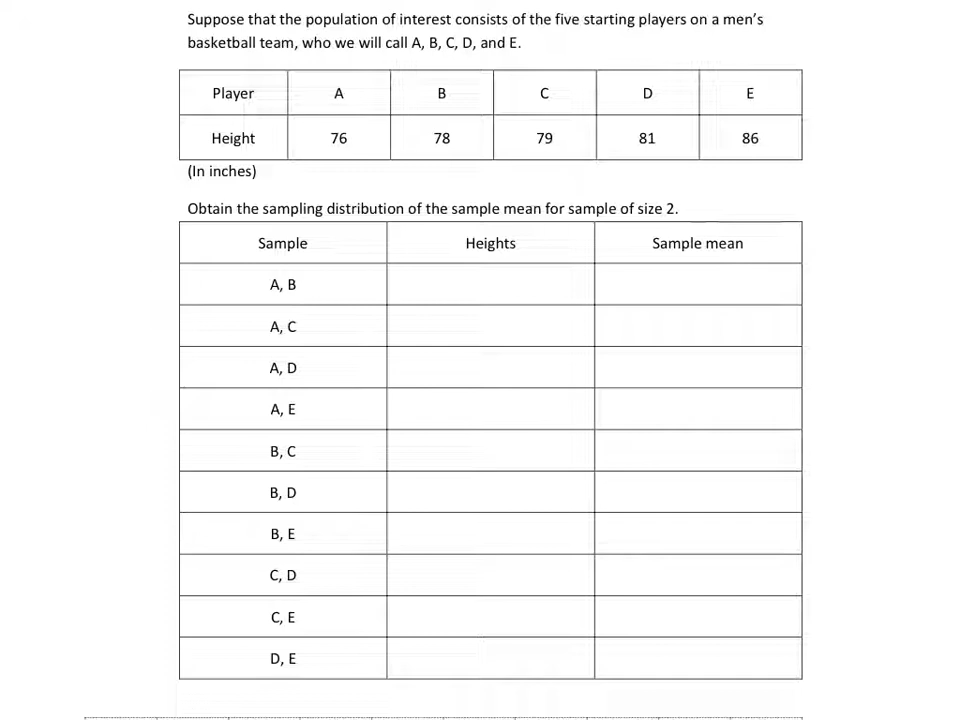 Suppose that the population of interest consists of the five starting players on a men’s
basketball team, who we will call A, B, C, D, and E.
Player A B C D E
Height 76 78 79 81 86
(In inches)
Obtain the sampling distribution of the sample mean for sample of size 2.
Sample Heights Sample mean
A, B
A, C
A, D
A, E
B, C
B, D
B, E
C, D
C, E
D, E